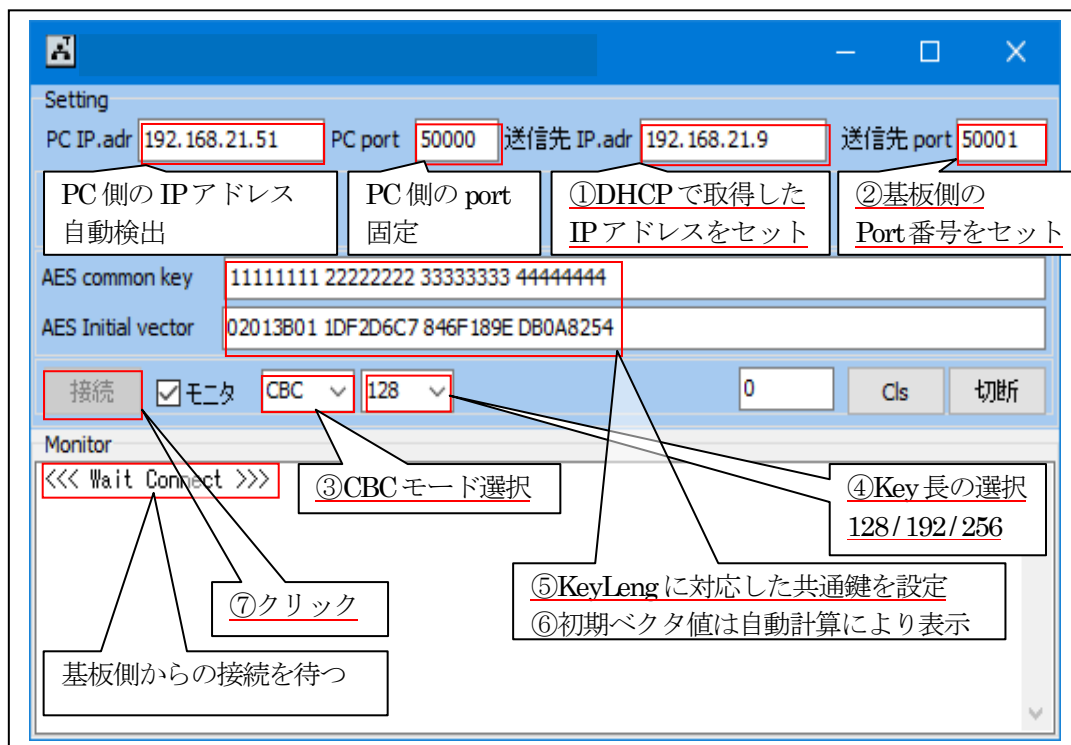 Setting
PC IP.adr 192.168.21.51 PC port 50000 送信先 IP.adr 192.168.21.9 送信先 port 50001
PC側のIPアドレス
自動検出
PC側のport
固定
①DHCPで取得した
IPアドレスをセット
②基板側の
Port番号をセット
AES common key 11111111 22222222 33333333 44444444
AES Initial vector 02013B01 1DF2D6C7 846F189E DB0A8254
接続 モニタ CBC 128 0 Cls 切断
Monitor
<<< Wait Connect >>>
③CBCモード選択
④Key長の選択
128/192/256
⑤KeyLengに対応した共通鍵を設定
⑥初期ベクタ値は自動計算により表示
⑦クリック
基板側からの接続を待つ